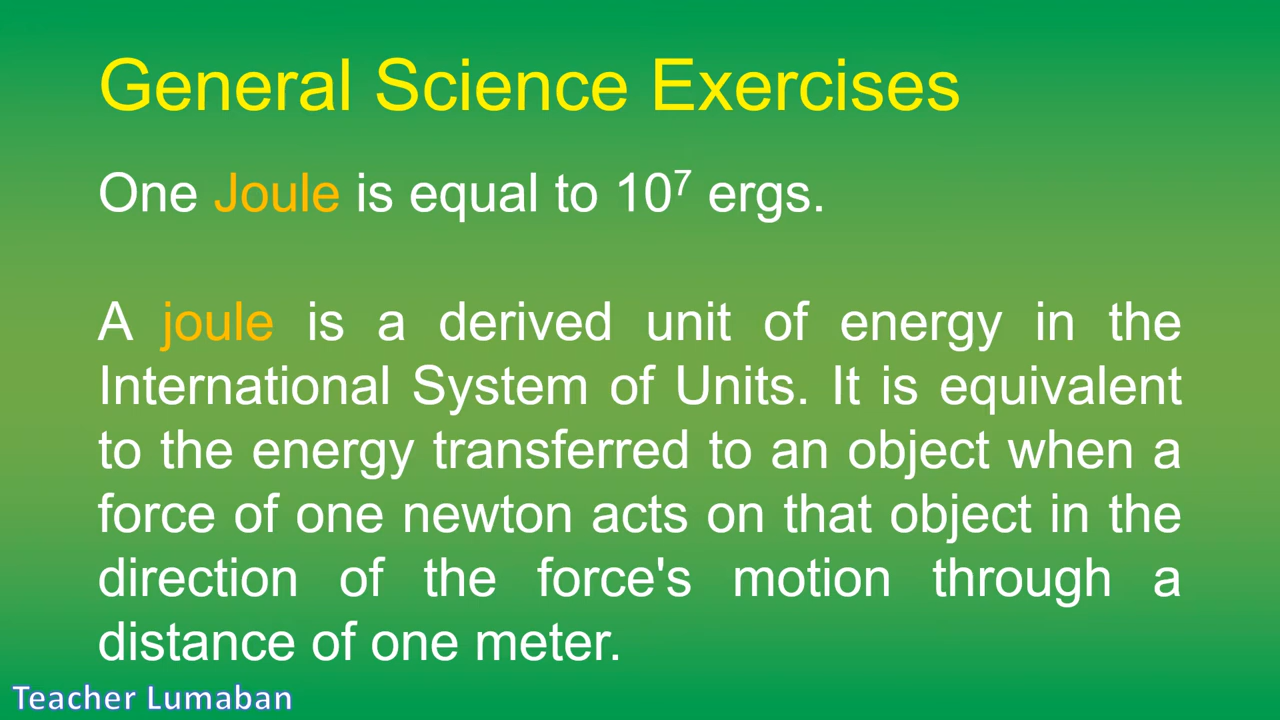 General Science Exercises
One Joule is equal to 10⁷ ergs.
A joule is a derived unit of energy in the
International System of Units. It is equivalent
to the energy transferred to an object when a
force of one newton acts on that object in the
direction of the force's motion through a
distance of one meter.
Teacher Lumaban